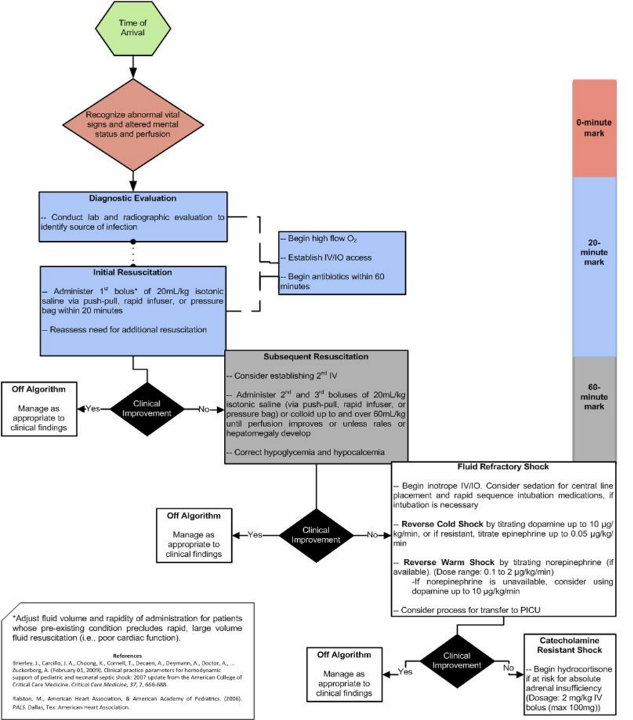 Time of
Arrival
Recognize abnormal vital
signs and altered mental
status and perfusion
0-minute
mark
Diagnostic Evaluation
-- Conduct lab and radiographic evaluation to
identify source of infection
-- Begin high flow O2
-- Establish IV/IO access
-- Begin antibiotics within 60
minutes
20-
minute
mark
Initial Resuscitation
-- Administer 1st bolus* of 20mL/kg isotonic
saline via push-pull, rapid infuser, or pressure
bag within 20 minutes
-- Reassess need for additional resuscitation
Off Algorithm
Manage as
appropriate to
clinical findings
Yes
Clinical
Improvement
No
Subsequent Resuscitation
-- Consider establishing 2nd IV
-- Administer 2nd and 3rd boluses of 20mL/kg
isotonic saline (via push-pull, rapid infuser, or
pressure bag) or colloid up to and over 60mL/kg
until perfusion improves or unless rales or
hepatomegaly develop
-- Correct hypoglycemia and hypocalcemia
60-
minute
mark
Off Algorithm
Manage as
appropriate to
clinical findings
Yes
Clinical
Improvement
No
Fluid Refractory Shock
-- Begin inotrope IV/IO. Consider sedation for central line
placement and rapid sequence intubation medications, if
intubation is necessary
-- Reverse Cold Shock by titrating dopamine up to 10 µg/
kg/min, or if resistant, titrate epinephrine up to 0.05 µg/kg/
min
-- Reverse Warm Shock by titrating norepinephrine (if
available). (Dose range: 0.1 to 2 µg/kg/min)
-If norepinephrine is unavailable, consider using
dopamine up to 10 µg/kg/min
-- Consider process for transfer to PICU
*Adjust fluid volume and rapidity of administration for patients
whose pre-existing condition precludes rapid, large volume
fluid resuscitation (i.e., poor cardiac function).
References
Brierley, J., Carcillo, J. A., Choong, K., Cornell, T., Decaen, A., Deymann, A., Doctor, A., ...
Zuckerberg, A. (February 01, 2009). Clinical practice parameters for hemodynamic
support of pediatric and neonatal septic shock: 2007 update from the American College of
Critical Care Medicine. Critical Care Medicine, 37, 2, 666-688.
Ralston, M., American Heart Association, & American Academy of Pediatrics. (2006).
PALS. Dallas, Tex: American Heart Association.
Off Algorithm
Manage as
appropriate to
clinical findings
Yes
Clinical
Improvement
No
Catecholamine
Resistant Shock
-- Begin hydrocortisone
if at risk for absolute
adrenal insufficiency
(Dosage: 2 mg/kg IV
bolus (max 100mg))